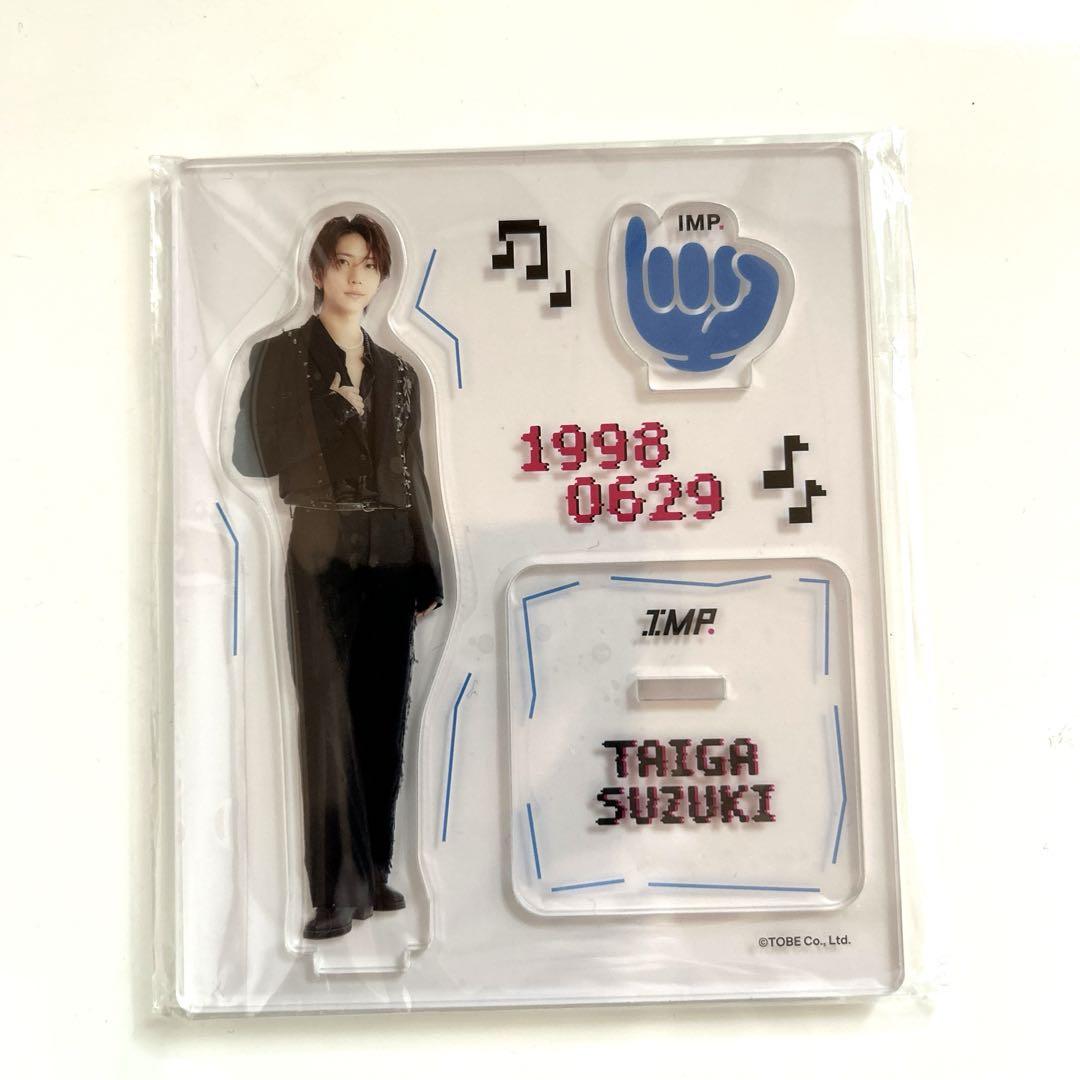 IMP.
1998
0629
IMP.
TAIGA
SUZUKI
©TOBE Co., Ltd.